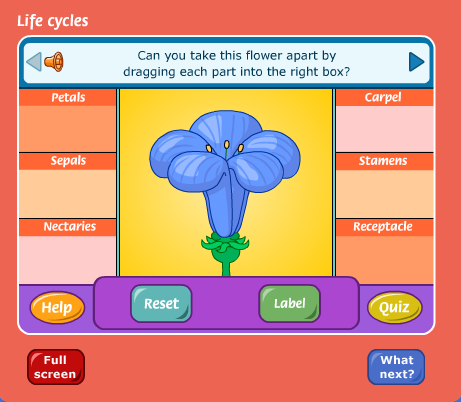 Life cycles
Can you take this flower apart by
dragging each part into the right box?
Petals
Carpel
Sepals
Stamens
Nectaries
Receptacle
Help
Reset
Label
Quiz
Full
screen
What
next?